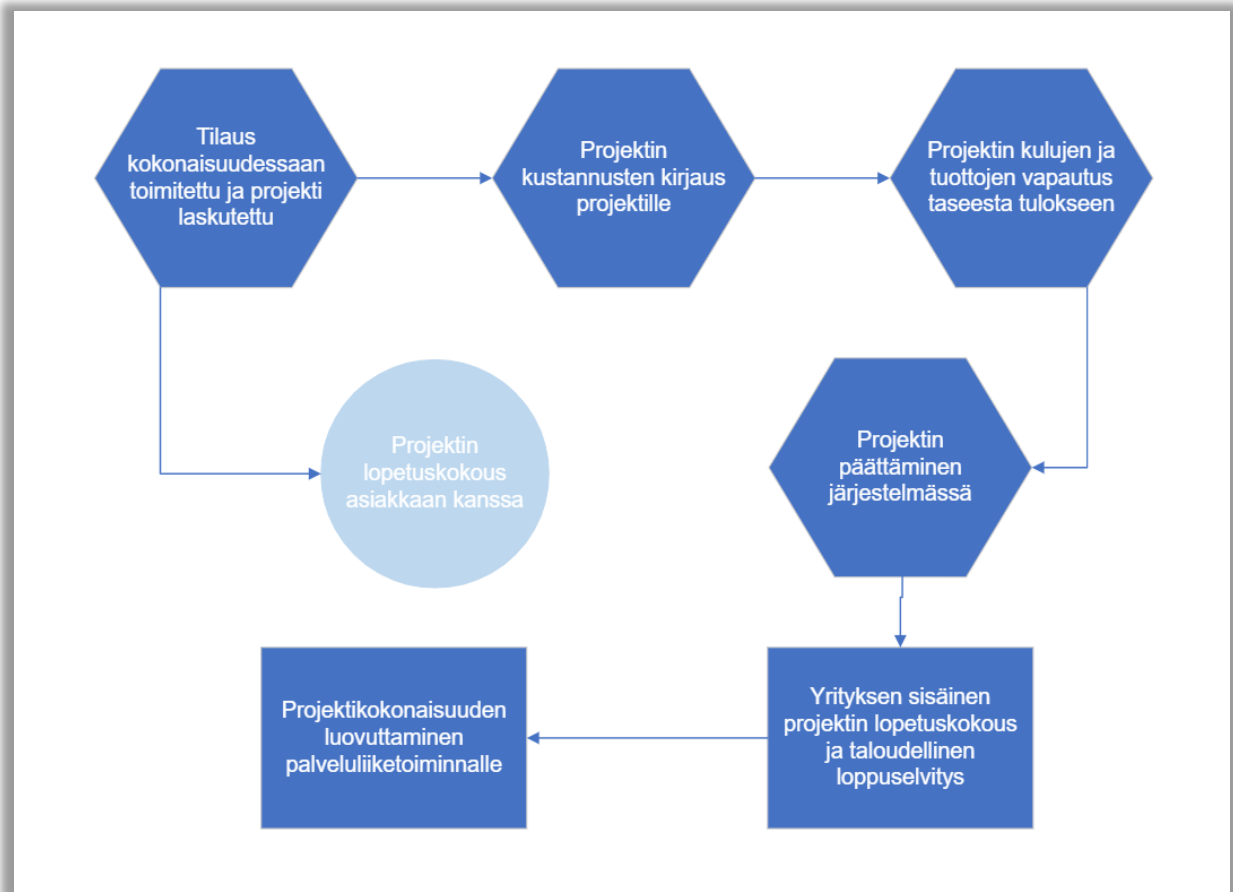 Tilaus
kokonaisuudessaan
toimitettu ja projekti
laskutettu
Projektin
kustannusten kirjaus
projektille
Projektin kulujen ja
tuottojen vapautus
taseesta tulokseen
Projektin
lopetuskokous
asiakkaan kanssa
Projektin
päättäminen
järjestelmässä
Projektikokonaisuuden
luovuttaminen
palveluliiketoiminnalle
Yrityksen sisäinen
projektin lopetuskokous
ja taloudellinen
loppuselvitys